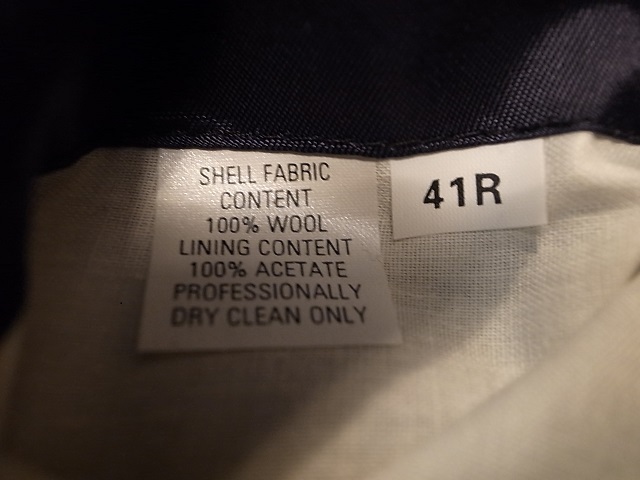 SHELL FABRIC
CONTENT
100% WOOL
LINING CONTENT
100% ACETATE
PROFESSIONALLY
DRY CLEAN ONLY
41R